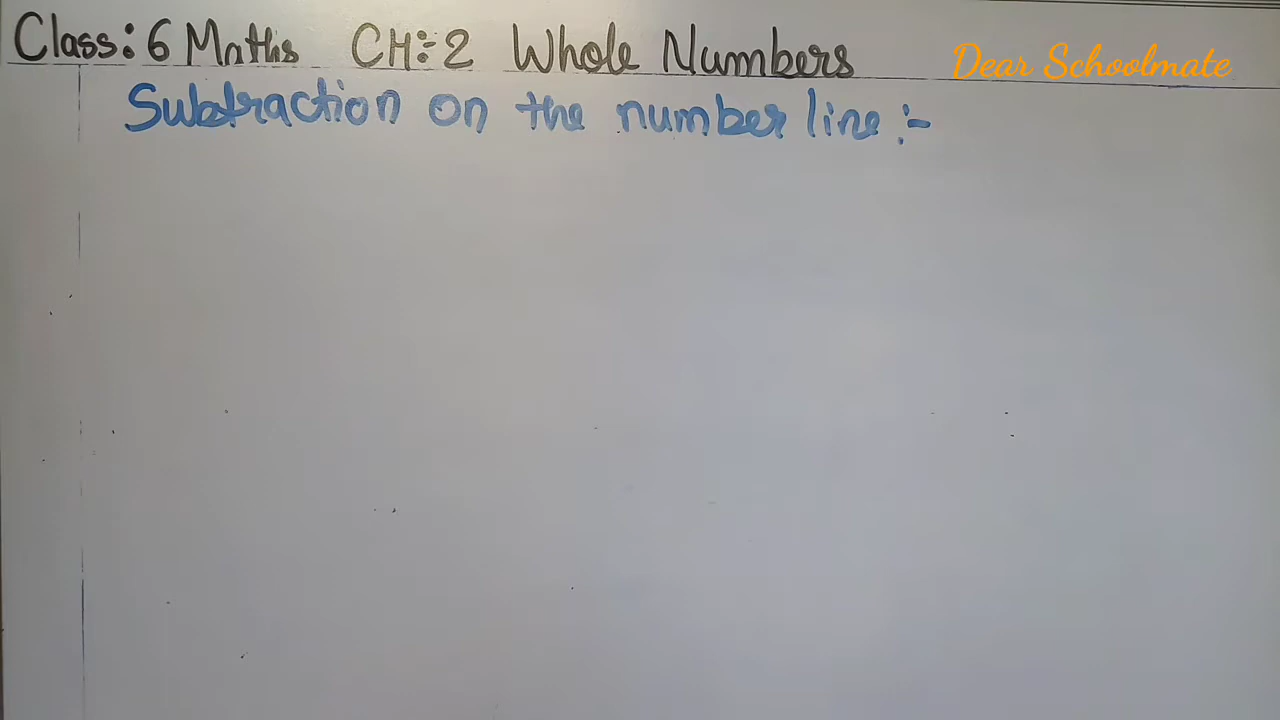 Class: 6 Maths CH:- 2 Whole Numbers
Dear Schoolmate
Subtraction on the number line :-